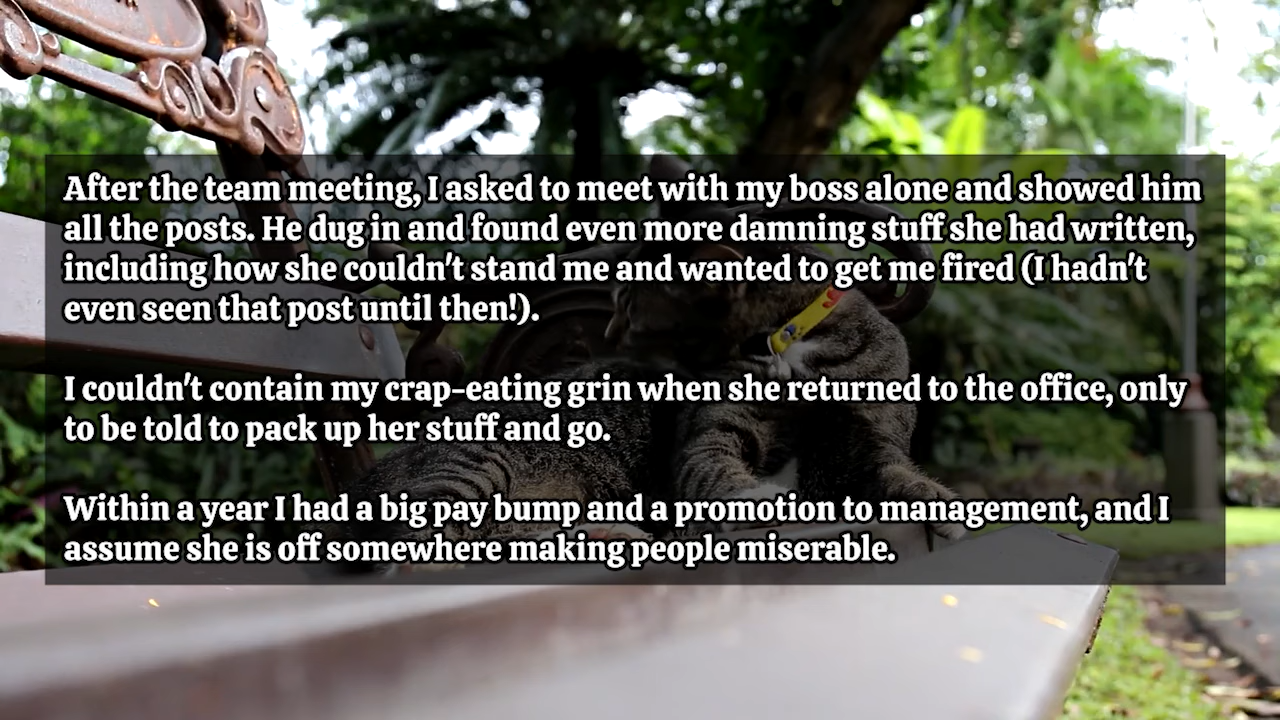 After the team meeting, I asked to meet with my boss alone and showed him
all the posts. He dug in and found even more damning stuff she had written,
including how she couldn't stand me and wanted to get me fired (I hadn't
even seen that post until then!).
I couldn't contain my crap-eating grin when she returned to the office, only
to be told to pack up her stuff and go.
Within a year I had a big pay bump and a promotion to management, and I
assume she is off somewhere making people miserable.